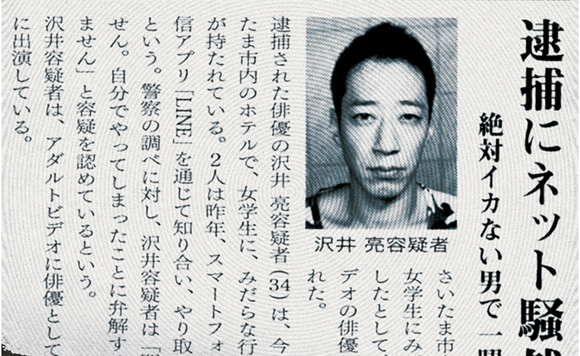 逮捕にネット騒
絶対イカない男で一
さいたま市
女学生にみ
したとして
デオの俳優
れた。
沢井 亮容疑者
逮捕された俳優の沢井 亮容疑者(34)は、今
たま市内のホテルで、女学生に、みだらな行
が持たれている。2人は昨年、スマートフォ
信アプリ「LINE」を通じて知り合い、やり取
という。警察の調べに対し、沢井容疑者は「
せん。自分でやってしまったことに弁解す
ません」と容疑を認めているという。
沢井容疑者は、アダルトビデオに俳優として
に出演している。